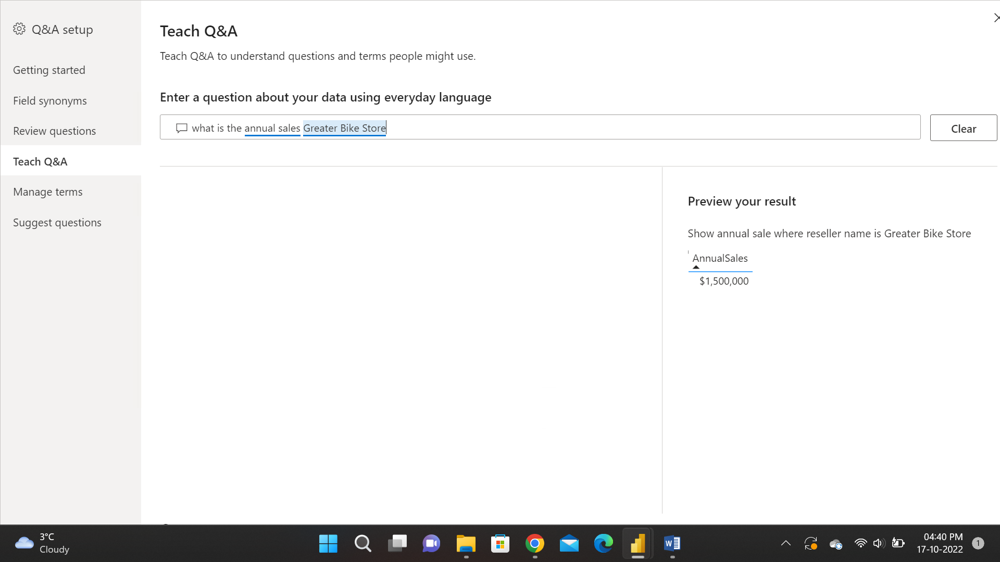 Q&A setup
Getting started
Field synonyms
Review questions
Teach Q&A
Manage terms
Suggest questions
Teach Q&A
Teach Q&A to understand questions and terms people might use.
Enter a question about your data using everyday language
what is the annual sales Greater Bike Store
Clear
Preview your result
Show annual sale where reseller name is Greater Bike Store
AnnualSales
$1,500,000
3°C
Cloudy
W
04:40 PM
17-10-2022
1